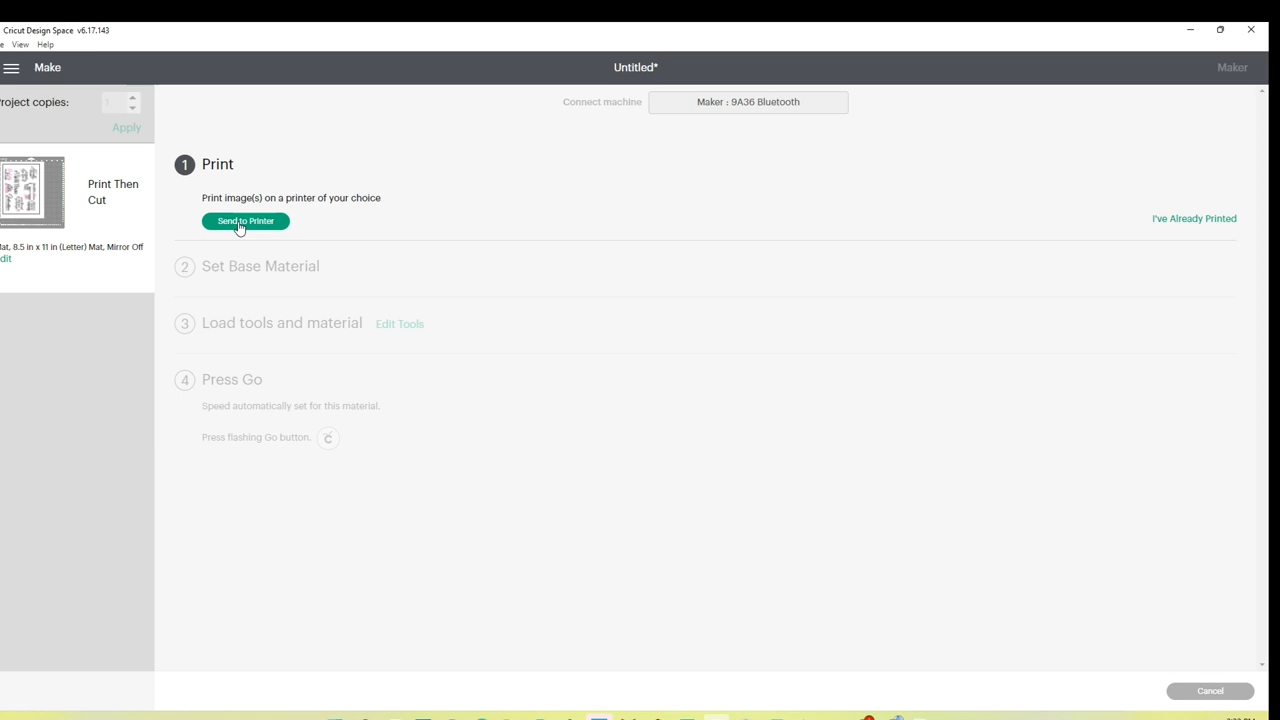 Cricut Design Space v6.17.143
View Help
Make
Untitled*
Maker
roject copies:
1
Apply
Connect machine
Maker : 9A36 Bluetooth
1 Print
Print Then
Cut
Print image(s) on a printer of your choice
Send to Printer
I've Already Printed
at, 8.5 in x 11 in (Letter) Mat, Mirror Off
dit
2 Set Base Material
3 Load tools and material Edit Tools
4 Press Go
Speed automatically set for this material.
Press flashing Go button.
Cancel